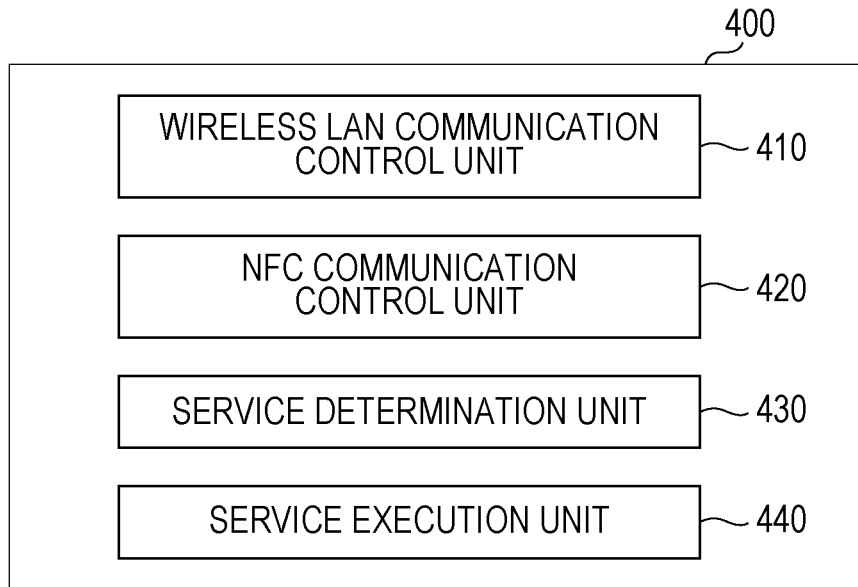 400
WIRELESS LAN COMMUNICATION
CONTROL UNIT
410
NFC COMMUNICATION
CONTROL UNIT
420
SERVICE DETERMINATION UNIT
430
SERVICE EXECUTION UNIT
440